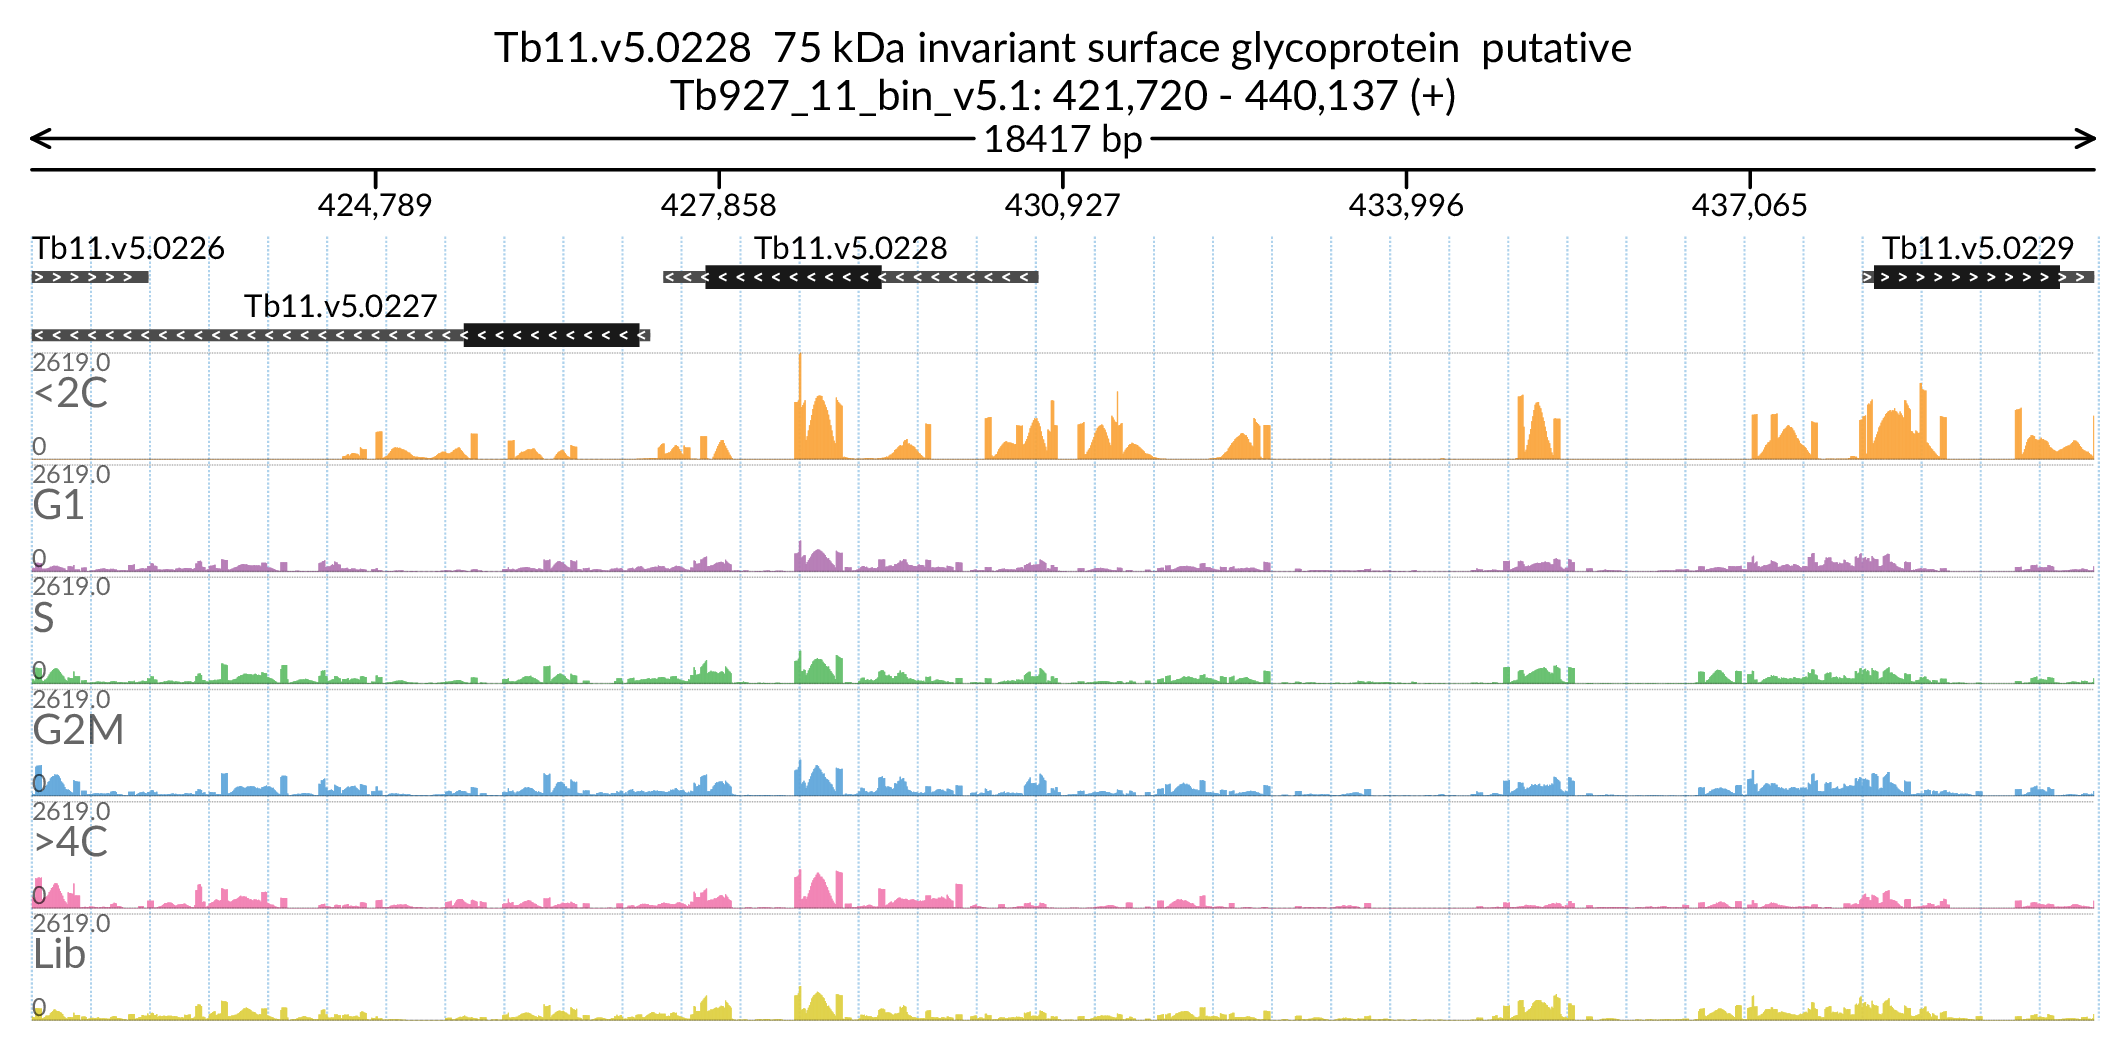 Tb11.v5.0228  75 kDa invariant surface glycoprotein  putative
Tb927_11_bin_v5.1: 421,720 - 440,137 (+)
18417 bp
424,789 427,858 430,927 433,996 437,065
Tb11.v5.0226 Tb11.v5.0228 Tb11.v5.0229
Tb11.v5.0227
2619.0
<2C
0
2619.0
G1
0
2619.0
S
0
2619.0
G2M
0
2619.0
>4C
0
2619.0
Lib
0